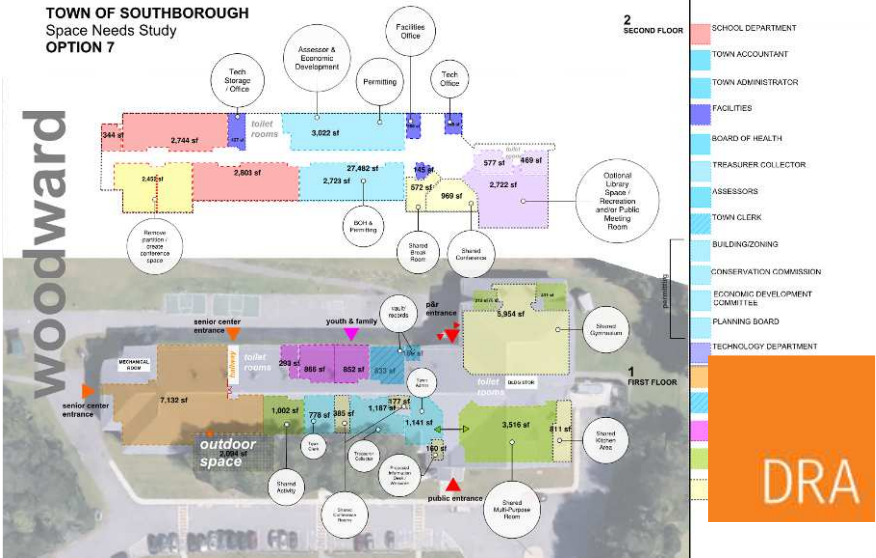 TOWN OF SOUTHBOROUGH
Space Needs Study
OPTION 7
woodward
2
SECOND FLOOR
Facilities
Office
Assessor &
Economic
Development
Tech
Storage
/ Office
Permitting
Tech
Office
344 sf
2,744 sf
toilet
rooms
3,022 sf
2,803 sf
27,482 sf
2,723 sf
145 sf
572 sf
969 sf
577 sf
469 sf
2,722 sf
Optional
Library
Space /
Recreation
and/or Public
Meeting
Room
Remove
partition /
create
conference
space
BOH &
Permitting
Shared
Break
Room
Shared
Conference
senior center
entrance
youth & family
vault/
records
p&r
entrance
5,954 sf
Shared
Gymnasium
MECHANICAL
ROOM
hallway
toilet
rooms
293 sf
866 sf
852 sf
833 sf
toilet
rooms
BLDG STOR
1
FIRST FLOOR
senior center
entrance
7,132 sf
1,002 sf
778 sf
385 sf
1,187 sf
177 sf
1,141 sf
160 sf
3,516 sf
811 sf
Shared
Kitchen
Area
outdoor
space
2,094 sf
Town
Clerk
Treasurer
Collector
Town
Admin
Shared
Activity
Shared
Conference
Rooms
public entrance
Shared
Multi-Purpose
Room
SCHOOL DEPARTMENT
TOWN ACCOUNTANT
TOWN ADMINISTRATOR
FACILITIES
BOARD OF HEALTH
TREASURER COLLECTOR
ASSESSORS
TOWN CLERK
BUILDING/ZONING
CONSERVATION COMMISSION
ECONOMIC DEVELOPMENT
COMMITTEE
PLANNING BOARD
TECHNOLOGY DEPARTMENT
permitting
DRA